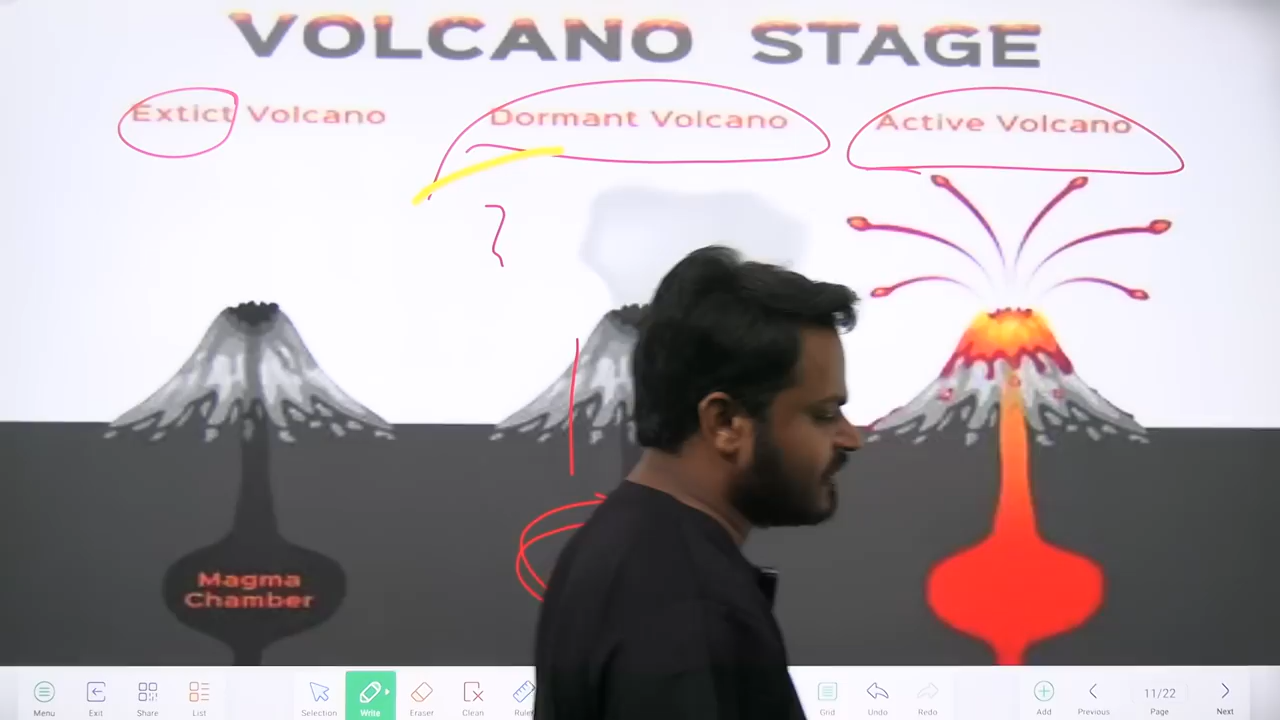 VOLCANO STAGE
Extict Volcano
Dormant Volcano
Active Volcano
Magma
Chamber
Menu
Exit
Share
List
Selection
Write
Eraser
Clean
Ruler
Grid
Undo
Redo
Add
Previous
11/22
Page
Next